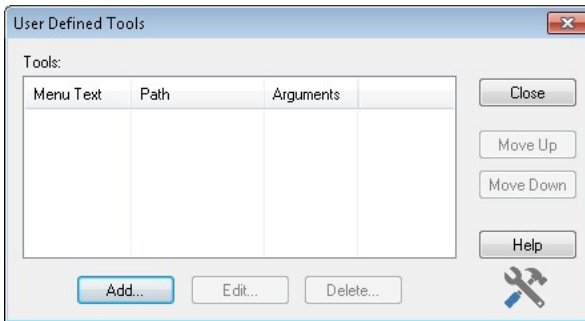 User Defined Tools
Tools:
Menu Text Path Arguments
Close
Move Up
Move Down
Help
Add... Edit... Delete...